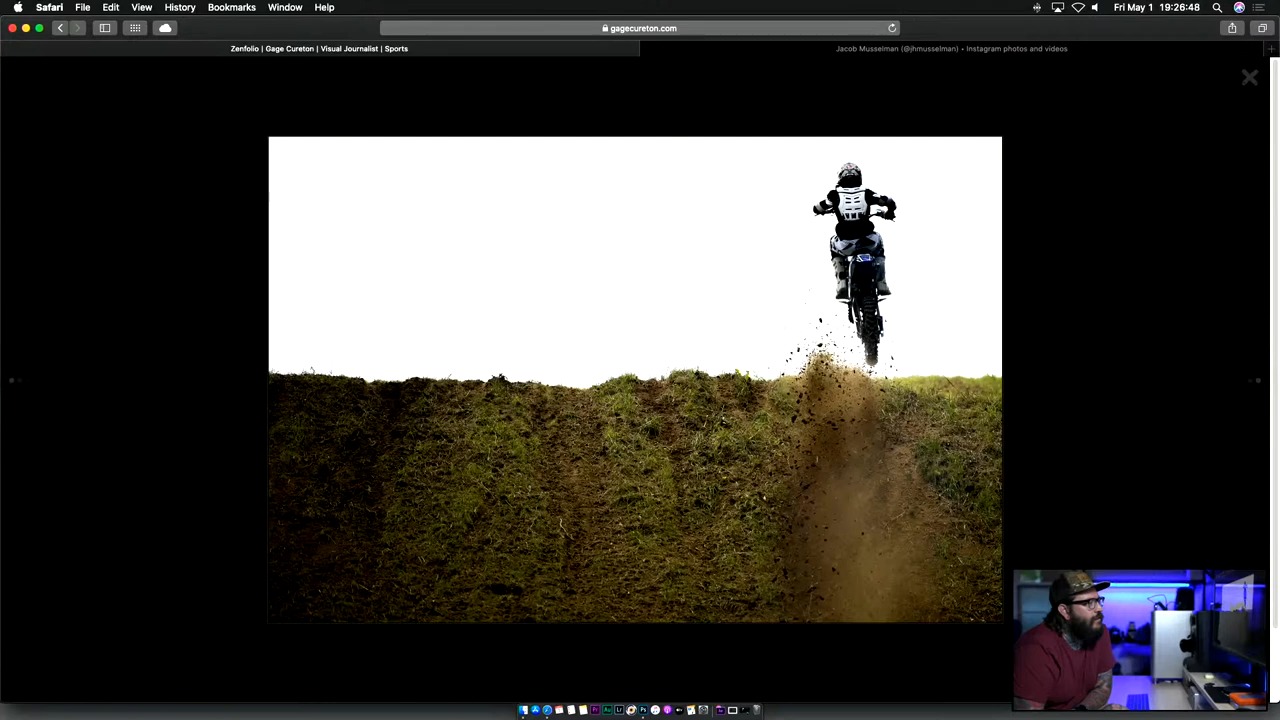 Safari File Edit View History Bookmarks Window Help
Fri May 1 19:26:48
gagecureton.com
Zenfolio | Gage Cureton | Visual Journalist | Sports
Jacob Musselman (@jhmusselman) • Instagram photos and videos